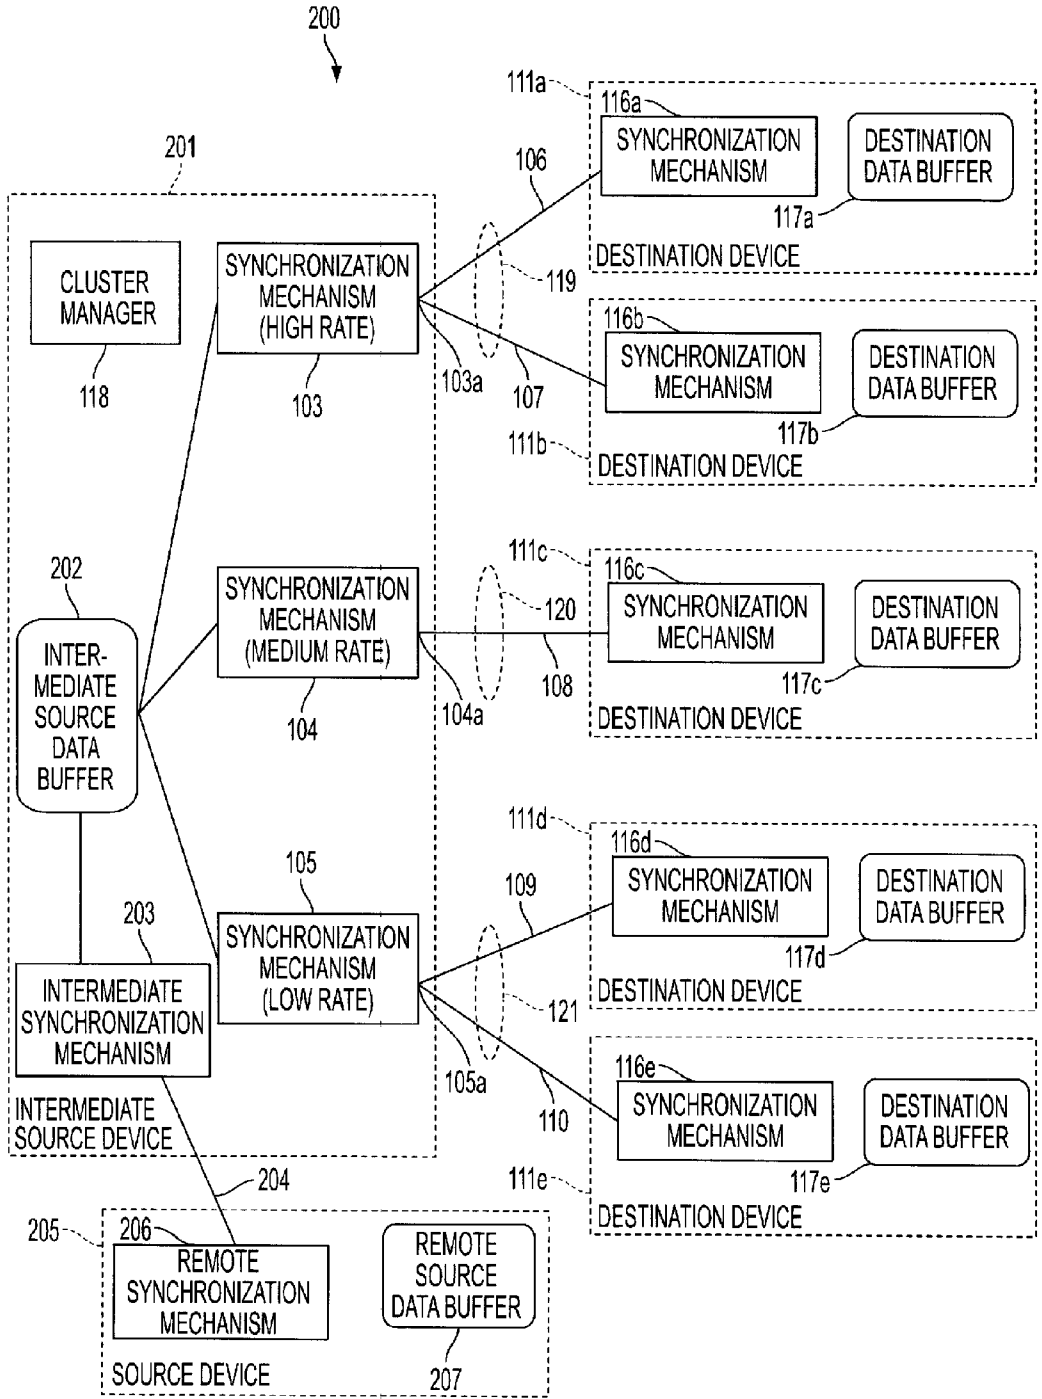 200
201
CLUSTER
MANAGER
118
SYNCHRONIZATION
MECHANISM
(HIGH RATE)
103
103a
106
119
107
111a
116a
SYNCHRONIZATION
MECHANISM
DESTINATION
DATA BUFFER
117a
DESTINATION DEVICE
116b
SYNCHRONIZATION
MECHANISM
DESTINATION
DATA BUFFER
117b
111b
DESTINATION DEVICE
202
INTER-
MEDIATE
SOURCE
DATA
BUFFER
SYNCHRONIZATION
MECHANISM
(MEDIUM RATE)
104
104a
120
108
111c
116c
SYNCHRONIZATION
MECHANISM
DESTINATION
DATA BUFFER
117c
DESTINATION DEVICE
105
SYNCHRONIZATION
MECHANISM
(LOW RATE)
105a
109
121
110
111d
116d
SYNCHRONIZATION
MECHANISM
DESTINATION
DATA BUFFER
117d
DESTINATION DEVICE
116e
SYNCHRONIZATION
MECHANISM
DESTINATION
DATA BUFFER
117e
111e
DESTINATION DEVICE
203
INTERMEDIATE
SYNCHRONIZATION
MECHANISM
INTERMEDIATE
SOURCE DEVICE
204
205
206
REMOTE
SYNCHRONIZATION
MECHANISM
REMOTE
SOURCE
DATA BUFFER
207
SOURCE DEVICE